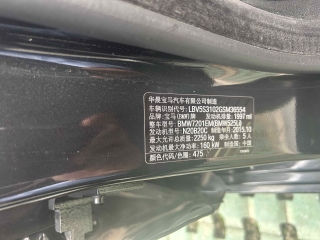 华晨宝马汽车有限公司
车辆识别代号: LBV5S3102GSM36554
品牌: 宝马(BMW)牌 发动机排量: 1997 ml
整车型号: BMW7201EM(BMW525Li)
发动机型号: N20B20C 制造年月: 2015.10
最大允许总质量: 2250 kg 乘坐人数: 5 人
发动机最大净功率: 160 kW 制造国: 中国
颜色代码/色圈: 475